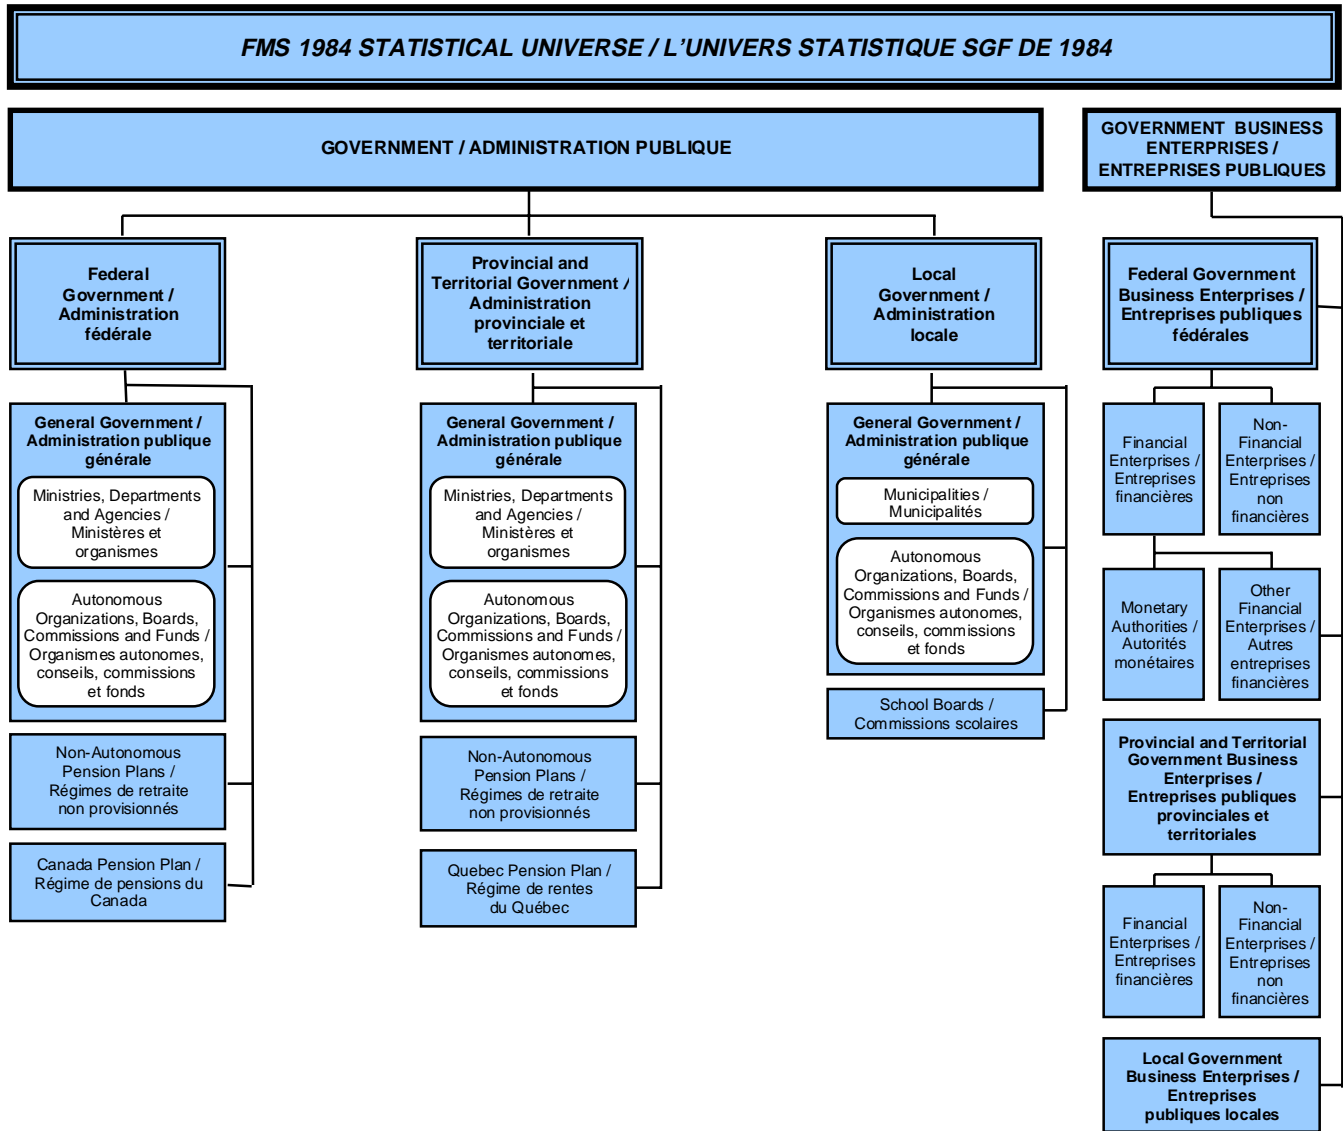 FMS 1984 STATISTICAL UNIVERSE / L'UNIVERS STATISTIQUE SGF DE 1984
GOVERNMENT / ADMINISTRATION PUBLIQUE
GOVERNMENT BUSINESS
ENTERPRISES /
ENTREPRISES PUBLIQUES
Federal
Government /
Administration
fédérale
Provincial and
Territorial Government /
Administration
provinciale et
territoriale
Local
Government /
Administration
locale
Federal Government
Business Enterprises /
Entreprises publiques
fédérales
General Government /
Administration publique
générale
Ministries, Departments
and Agencies /
Ministères et
organismes
Autonomous
Organizations, Boards,
Commissions and Funds /
Organismes autonomes,
conseils, commissions
et fonds
Non-Autonomous
Pension Plans /
Régimes de retraite
non provisionnés
Canada Pension Plan /
Régime de pensions du
Canada
General Government /
Administration publique
générale
Ministries, Departments
and Agencies /
Ministères et
organismes
Autonomous
Organizations, Boards,
Commissions and Funds /
Organismes autonomes,
conseils, commissions
et fonds
Non-Autonomous
Pension Plans /
Régimes de retraite
non provisionnés
Quebec Pension Plan /
Régime de rentes
du Québec
General Government /
Administration publique
générale
Municipalities /
Municipalités
Autonomous
Organizations, Boards,
Commissions and Funds /
Organismes autonomes,
conseils, commissions
et fonds
School Boards /
Commissions scolaires
Financial
Enterprises /
Entreprises
financières
Non-
Financial
Enterprises /
Entreprises
non
financières
Monetary
Authorities /
Autorités
monétaires
Other
Financial
Enterprises /
Autres
entreprises
financières
Provincial and Territorial
Government Business
Enterprises /
Entreprises publiques
provinciales et
territoriales
Financial
Enterprises /
Entreprises
financières
Non-
Financial
Enterprises /
Entreprises
non
financières
Local Government
Business Enterprises /
Entreprises
publiques locales